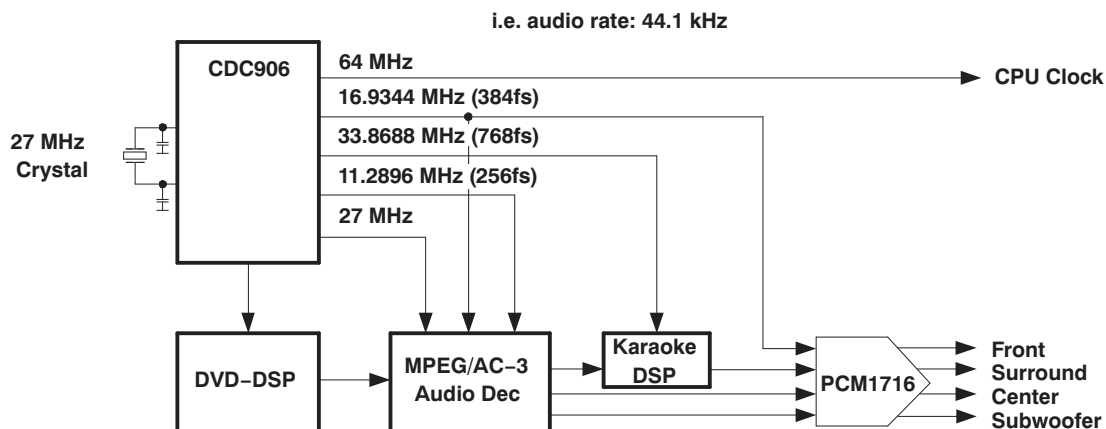 i.e. audio rate: 44.1 kHz
CDC906
64 MHz
CPU Clock
16.9344 MHz (384fs)
33.8688 MHz (768fs)
27 MHz
Crystal
11.2896 MHz (256fs)
27 MHz
DVD−DSP
MPEG/AC−3
Audio Dec
Karaoke
DSP
PCM1716
Front
Surround
Center
Subwoofer